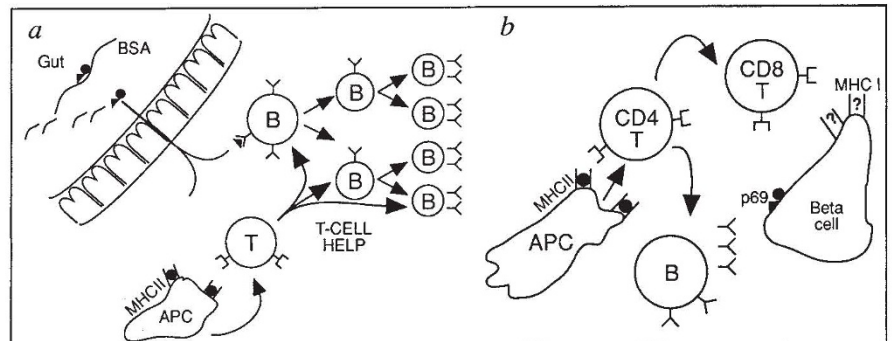 a
Gut
BSA
B
B
B
B
B
B
B
T-CELL
HELP
T
MHCII
APC
b
CD4
T
CD8
T
MHC I
?
?
p69
Beta
cell
MHCII
APC
B